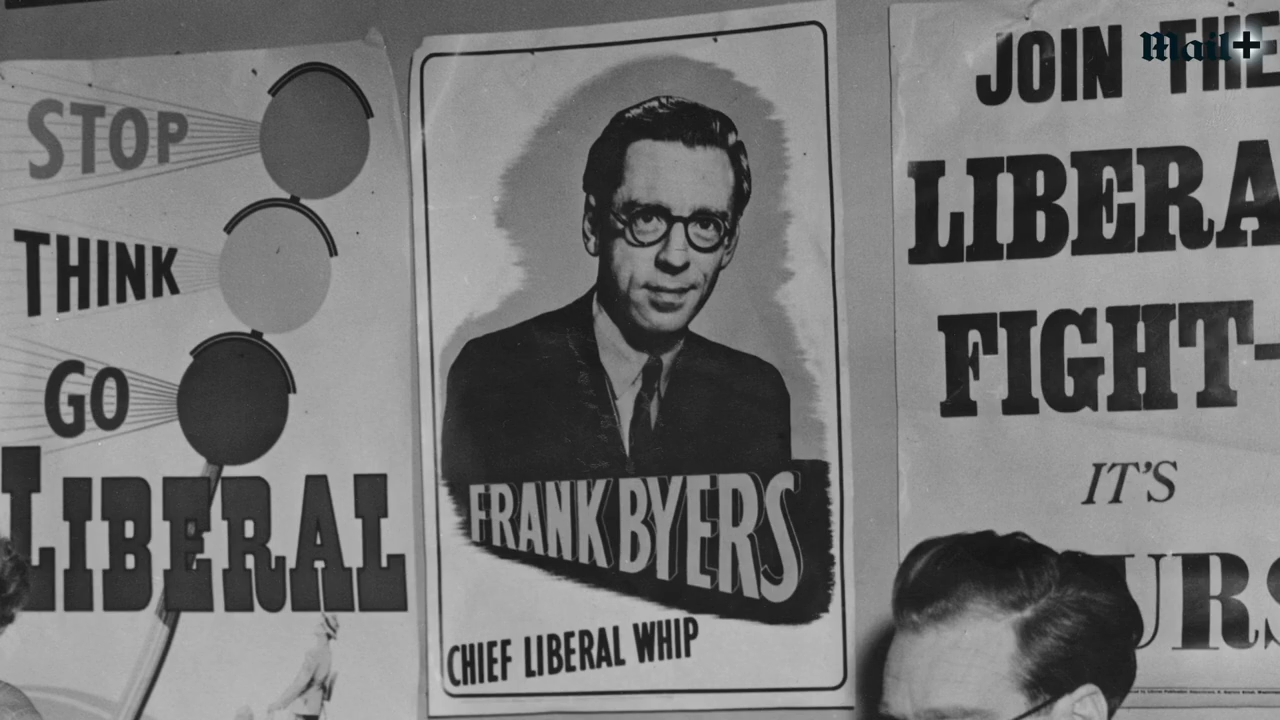 STOP
THINK
GO
LIBERAL
FRANK BYERS
CHIEF LIBERAL WHIP
JOIN THE
LIBERA
FIGHT-
IT'S
URS
Mail+